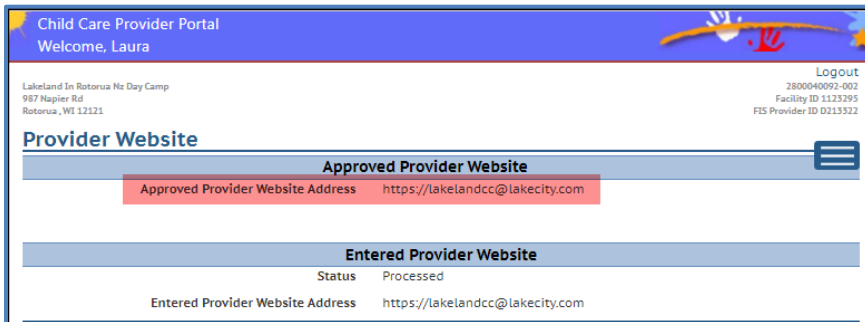 Child Care Provider Portal
Welcome, Laura
Logout
Lakeland In Rotorua Nz Day Camp
987 Napier Rd
Rotorua , WI 12121
2800040092-002
Facility ID 1123295
FIS Provider ID D213322
Provider Website
Approved Provider Website
Approved Provider Website Address https://lakelandcc@lakecity.com
Entered Provider Website
Status Processed
Entered Provider Website Address https://lakelandcc@lakecity.com